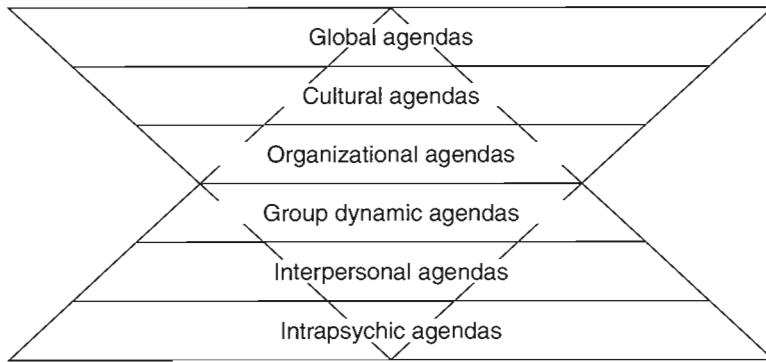 Global agendas
Cultural agendas
Organizational agendas
Group dynamic agendas
Interpersonal agendas
Intrapsychic agendas